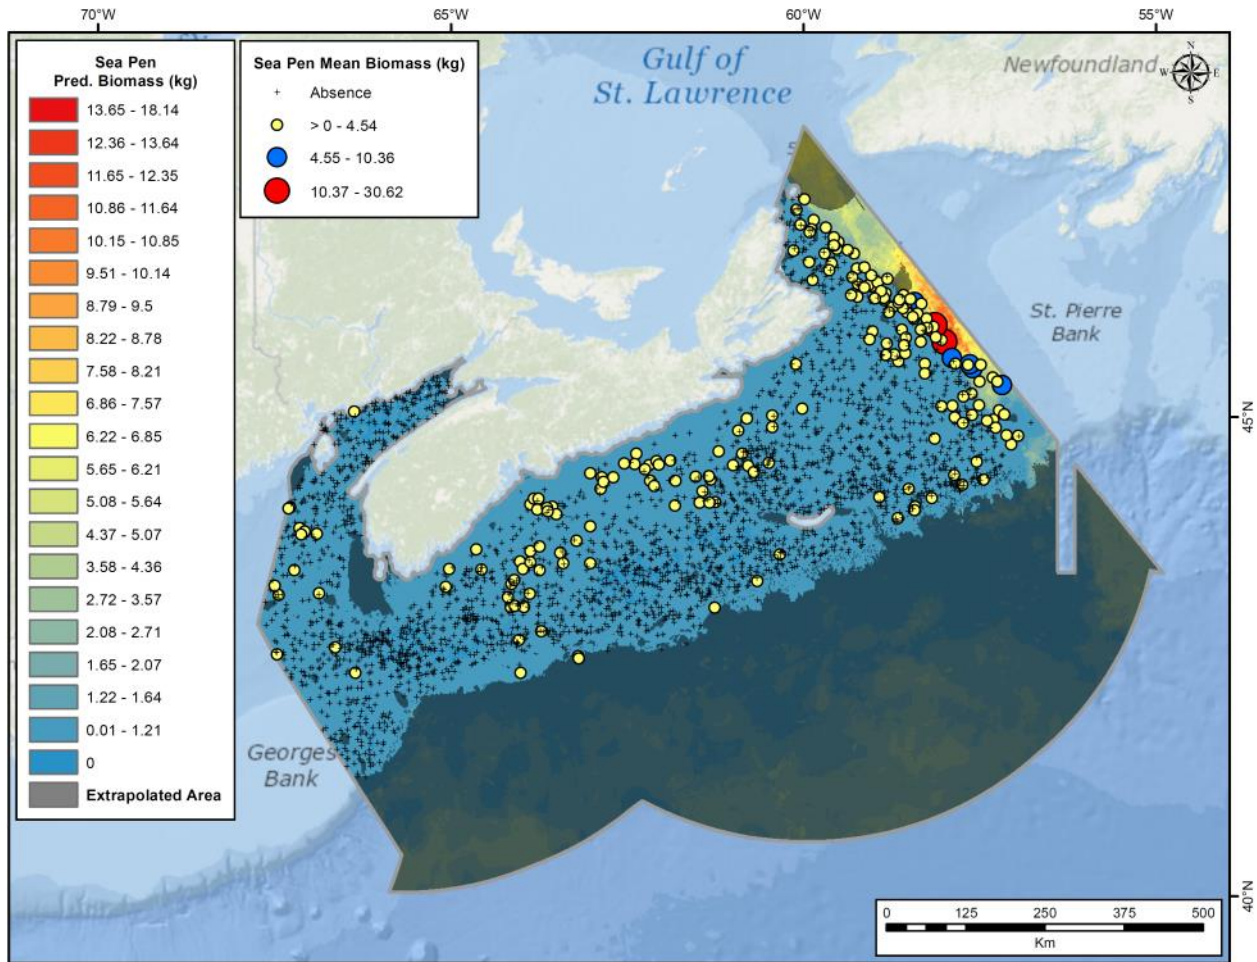 70°W
65°W
60°W
55°W
Sea Pen
Pred. Biomass (kg)
13.65 - 18.14
12.36 - 13.64
11.65 - 12.35
10.86 - 11.64
10.15 - 10.85
9.51 - 10.14
8.79 - 9.5
8.22 - 8.78
7.58 - 8.21
6.86 - 7.57
6.22 - 6.85
5.65 - 6.21
5.08 - 5.64
4.37 - 5.07
3.58 - 4.36
2.72 - 3.57
2.08 - 2.71
1.65 - 2.07
1.22 - 1.64
0.01 - 1.21
0
Extrapolated Area
Sea Pen Mean Biomass (kg)
Absence
> 0 - 4.54
4.55 - 10.36
10.37 - 30.62
Gulf of
St. Lawrence
Newfoundland
N
W
E
S
St. Pierre
Bank
45°N
Georges
Bank
40°N
0
125
250
375
500
Km